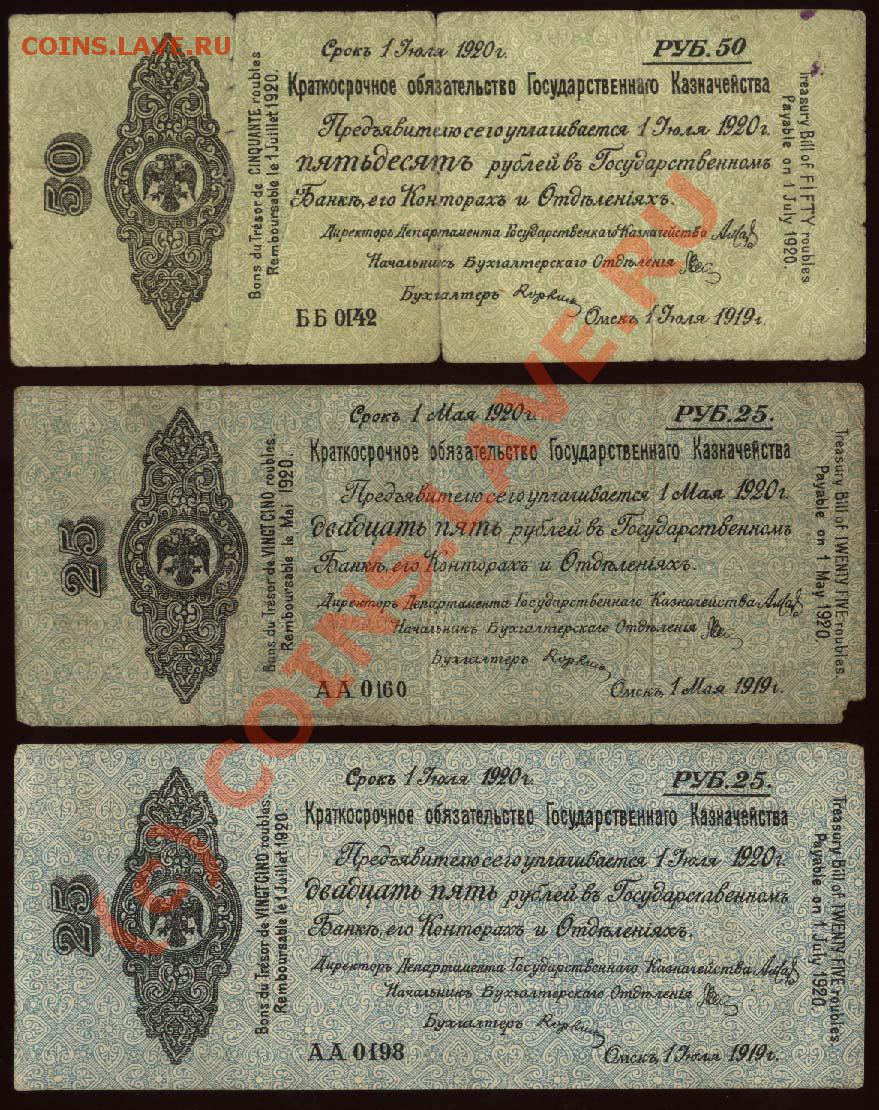 COINS.LAVE.RU
50
Bons du Trésor de CINQUANTE roubles
Remboursable le 1 Juillet 1920.
Срокъ 1 Іюля 1920 г.
РУБ. 50
Краткосрочное обязательство Государственнаго Казначейства
Предъявителю сего уплачивается 1 Іюля 1920 г.
пятьдесятъ рублей въ Государственномъ
Банкѣ, его Конторахъ и Отдѣленіяхъ.
Директоръ Департамента Государственнаго Казначейства
Начальникъ Бухгалтерскаго Отдѣленія
Бухгалтеръ
ББ 0142
Омскъ, 1 Іюля 1919 г.
Treasury Bill of FIFTY roubles
Payable on 1 July 1920.
25
Bons du Trésor de VINGT CINQ roubles.
Remboursable le Mai 1920.
Срокъ 1 Мая 1920 г.
РУБ. 25.
Краткосрочное обязательство Государственнаго Казначейства
Предъявителю сего уплачивается 1 Мая 1920 г.
двадцать пять рублей въ Государственномъ
Банкѣ, его Конторахъ и Отдѣленіяхъ.
Директоръ Департамента Государственнаго Казначейства
Начальникъ Бухгалтерскаго Отдѣленія
Бухгалтеръ
АА 0160
Омскъ, 1 Мая 1919 г.
Treasury Bill of TWENTY FIVE roubles.
Payable on 1 May 1920
25
Bons du Trésor de VINGT CINQ roubles
Remboursable le 1 Juillet 1920.
Срокъ 1 Іюля 1920 г.
РУБ. 25.
Краткосрочное обязательство Государственнаго Казначейства
Предъявителю сего уплачивается 1 Іюля 1920 г.
двадцать пять рублей въ Государственномъ
Банкѣ, его Конторахъ и Отдѣленіяхъ.
Директоръ Департамента Государственнаго Казначейства
Начальникъ Бухгалтерскаго Отдѣленія
Бухгалтеръ
АА 0198
Омскъ, 1 Іюля 1919 г.
Treasury Bill of TWENTY FIVE roubles
Payable on 1 July 1920.
(c) COINS.LAVE.RU